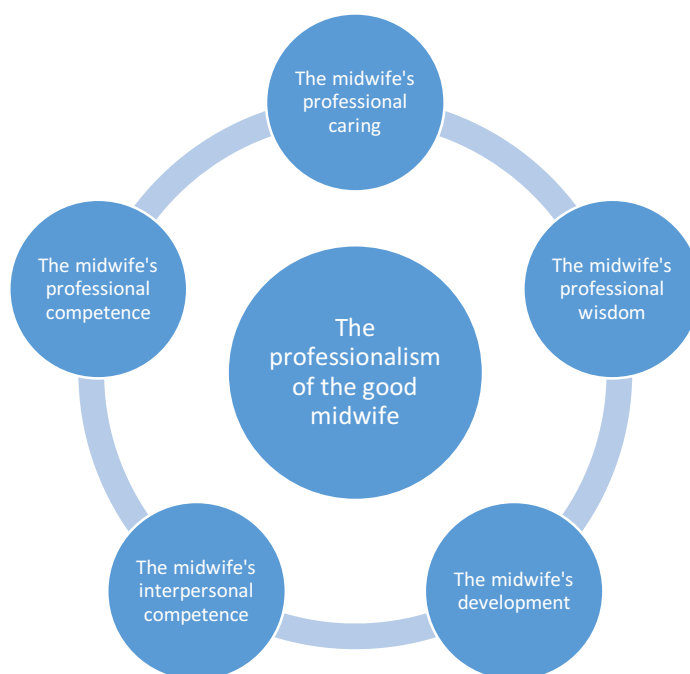 The midwife's
professional
caring
The midwife's
professional
wisdom
The midwife's
development
The midwife's
interpersonal
competence
The midwife's
professional
competence
The
professionalism
of the good
midwife